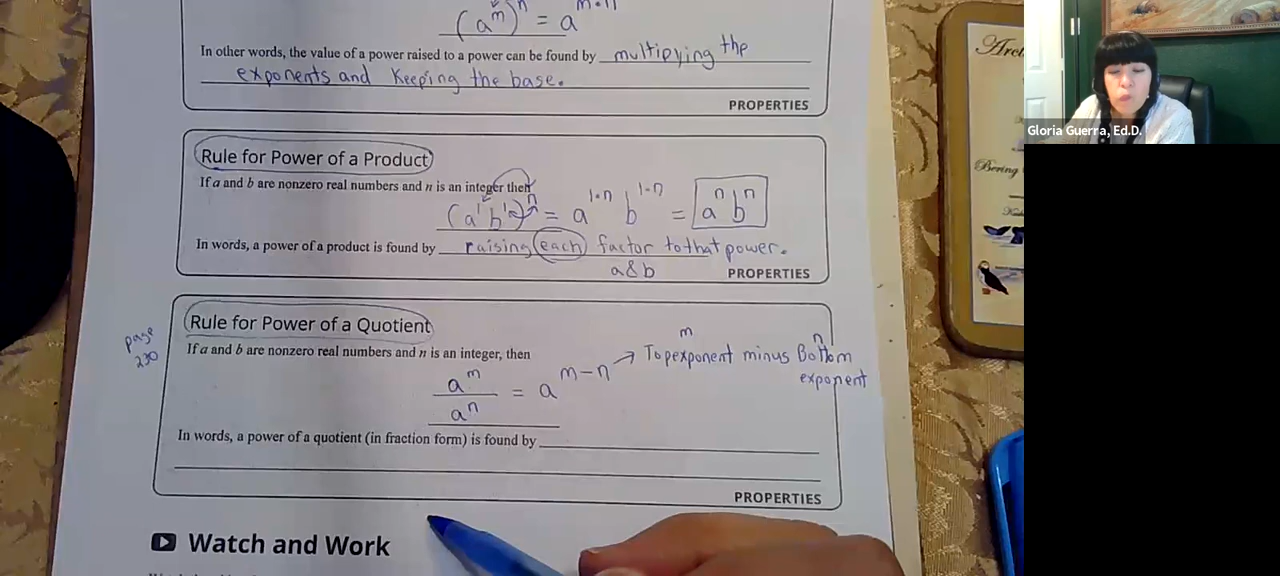 (a^m)^n = a^m·n
In other words, the value of a power raised to a power can be found by multiplying the
exponents and keeping the base.
PROPERTIES
Rule for Power of a Product
If a and b are nonzero real numbers and n is an integer then
(a^1 b^1)^n = a^1·n b^1·n = a^n b^n
In words, a power of a product is found by raising each factor to that power.
a & b
PROPERTIES
Rule for Power of a Quotient
page 230
If a and b are nonzero real numbers and n is an integer, then
m n
a^m / a^n = a^m-n → Top exponent minus Bottom
exponent
In words, a power of a quotient (in fraction form) is found by
PROPERTIES
Watch and Work
Gloria Guerra, Ed.D.
Bering